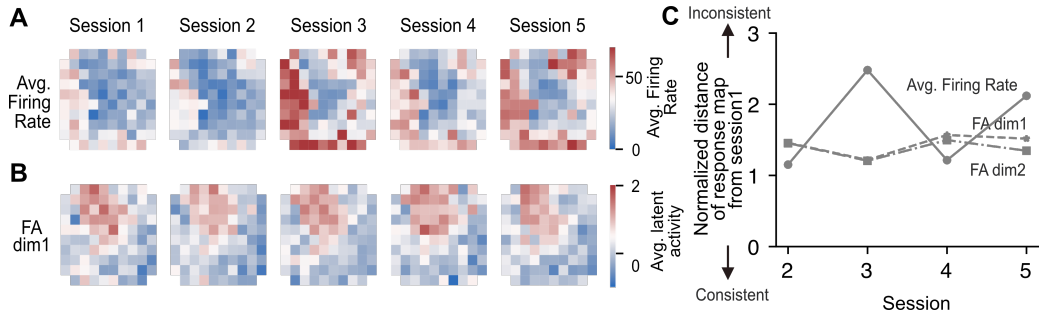 A
Session 1
Session 2
Session 3
Session 4
Session 5
Avg.
Firing
Rate
50
0
Avg. Firing
Rate
B
FA
dim1
2
0
Avg. latent
activity
C
Inconsistent
Normalized distance
of response map
from session1
Consistent
3
2
1
0
Avg. Firing Rate
FA dim1
FA dim2
2
3
4
5
Session